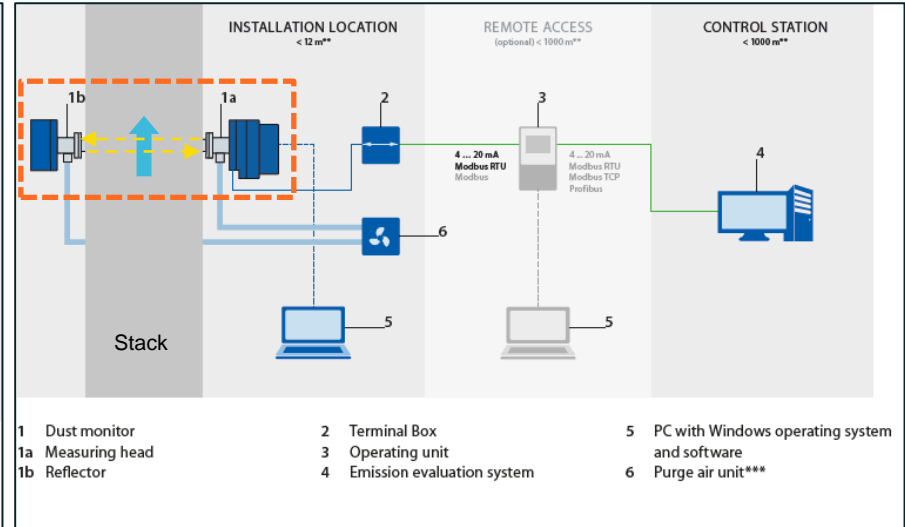 INSTALLATION LOCATION
< 12 m**
REMOTE ACCESS
(optional) < 1000 m**
CONTROL STATION
< 1000 m**
1b
1a
2
3
4 ... 20 mA
Modbus RTU
Modbus
4 ... 20 mA
Modbus RTU
Modbus TCP
Profibus
4
6
5
5
Stack
1 Dust monitor
1a Measuring head
1b Reflector
2 Terminal Box
3 Operating unit
4 Emission evaluation system
5 PC with Windows operating system
and software
6 Purge air unit***